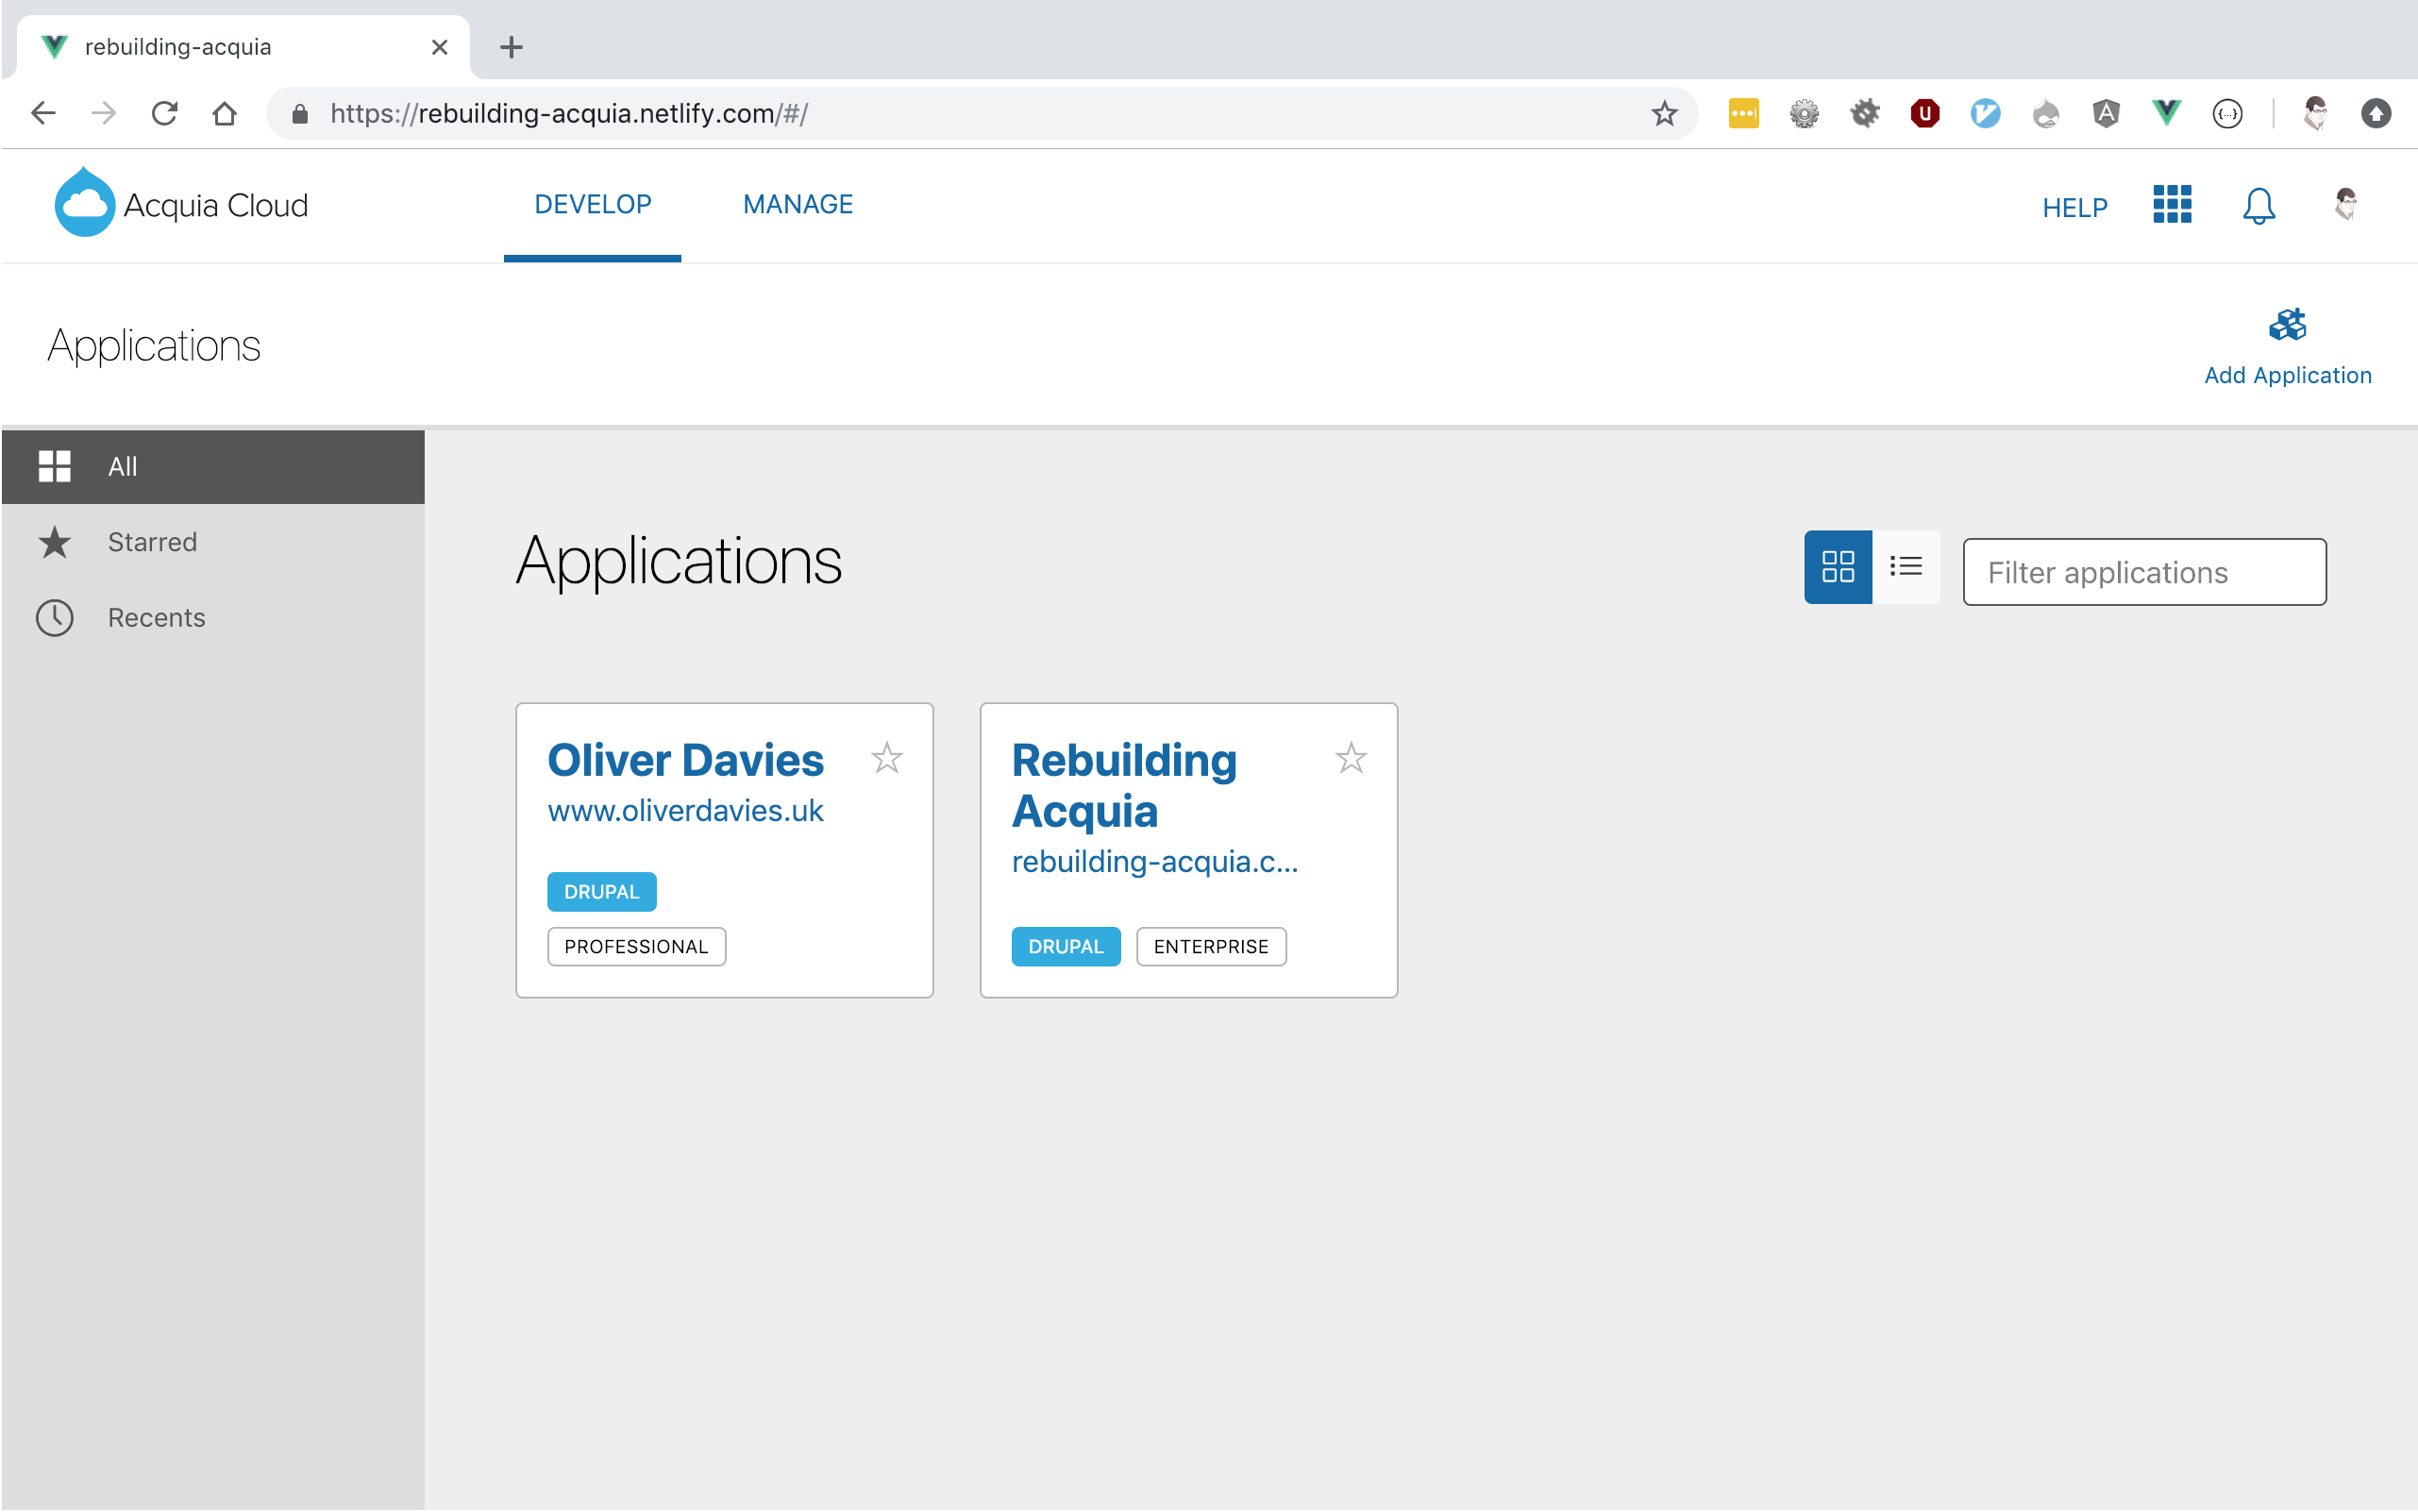 rebuilding-acquia
https://rebuilding-acquia.netlify.com/#/
Acquia Cloud
DEVELOP
MANAGE
HELP
Applications
Add Application
All
Starred
Recents
Applications
Filter applications
Oliver Davies
www.oliverdavies.uk
DRUPAL
PROFESSIONAL
Rebuilding
Acquia
rebuilding-acquia.c...
DRUPAL ENTERPRISE